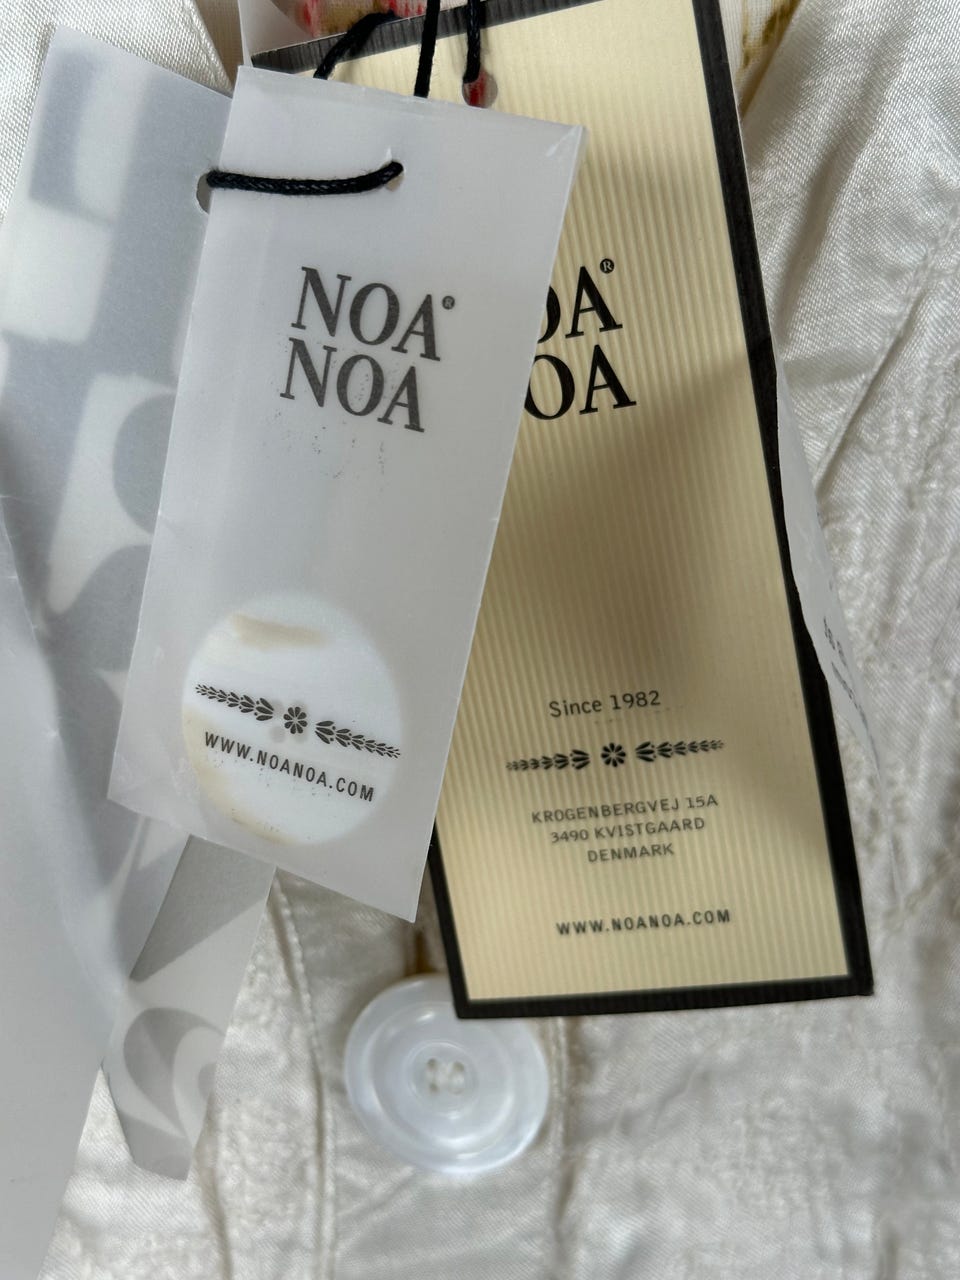 NOA®
NOA
WWW.NOANOA.COM
OA®
OA
Since 1982
KROGENBERGVEJ 15A
3490 KVISTGAARD
DENMARK
WWW.NOANOA.COM